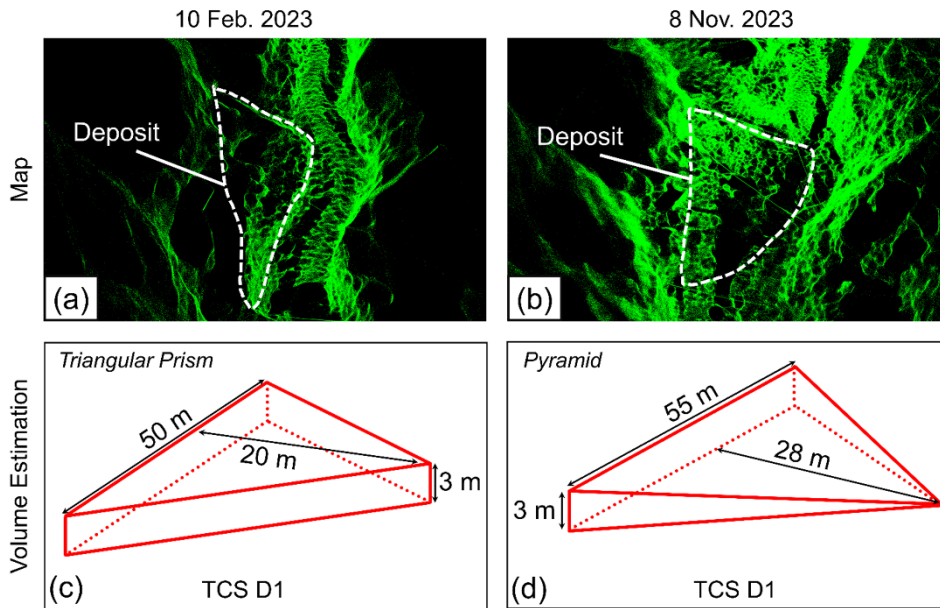 10 Feb. 2023
8 Nov. 2023
Map
Deposit
(a)
Deposit
(b)
Volume Estimation
Triangular Prism
50 m
20 m
3 m
(c)
TCS D1
Pyramid
55 m
28 m
3 m
(d)
TCS D1